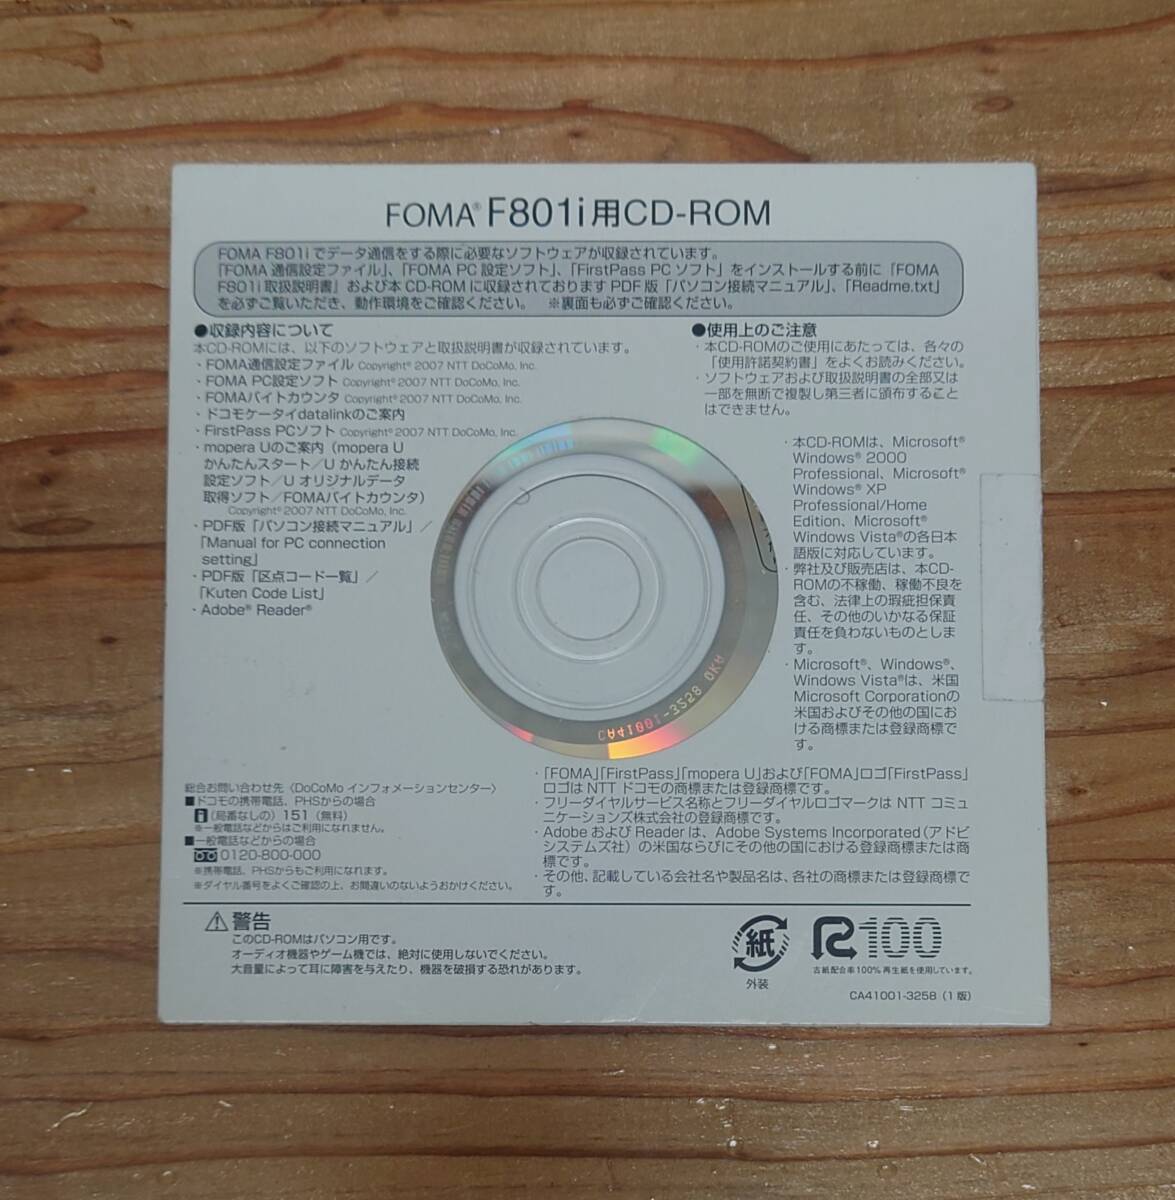 FOMA® F801i用CD-ROM
FOMA F801iでデータ通信をする際に必要なソフトウェアが収録されています。
「FOMA 通信設定ファイル」、「FOMA PC 設定ソフト」、「FirstPass PC ソフト」をインストールする前に「FOMA
F801i 取扱説明書」および本 CD-ROM に収録されております PDF 版「パソコン接続マニュアル」、「Readme.txt」
を必ずご覧いただき、動作環境をご確認ください。 ※裏面も必ずご確認ください。
●収録内容について
本CD-ROMには、以下のソフトウェアと取扱説明書が収録されています。
・FOMA通信設定ファイル Copyright© 2007 NTT DoCoMo, Inc.
・FOMA PC設定ソフト Copyright© 2007 NTT DoCoMo, Inc.
・FOMAバイトカウンタ Copyright© 2007 NTT DoCoMo, Inc.
・ドコモケータイdatalinkのご案内
・FirstPass PCソフト Copyright© 2007 NTT DoCoMo, Inc.
・mopera Uのご案内（mopera U
かんたんスタート／U かんたん接続
設定ソフト／U オリジナルデータ
取得ソフト／FOMAバイトカウンタ）
Copyright© 2007 NTT DoCoMo, Inc.
・PDF版「パソコン接続マニュアル」／
「Manual for PC connection
setting」
・PDF版「区点コード一覧」／
「Kuten Code List」
・Adobe® Reader®
●使用上のご注意
・本CD-ROMのご使用にあたっては、各々の
「使用許諾契約書」をよくお読みください。
・ソフトウェアおよび取扱説明書の全部又は
一部を無断で複製し第三者に頒布すること
はできません。
・本CD-ROMは、Microsoft®
Windows® 2000
Professional、Microsoft®
Windows® XP
Professional/Home
Edition、Microsoft®
Windows Vista®の各日本
語版に対応しています。
・弊社及び販売店は、本CD-
ROMの不稼働、稼働不良を
含む、法律上の瑕疵担保責
任、その他のいかなる保証
責任を負わないものとしま
す。
・Microsoft®、Windows®、
Windows Vista®は、米国
Microsoft Corporationの
米国およびその他の国にお
ける商標または登録商標で
す。
CA41001-3258 0KA
・「FOMA」「FirstPass」「mopera U」および「FOMA」ロゴ「FirstPass」
ロゴは NTT ドコモの商標または登録商標です。
・フリーダイヤルサービス名称とフリーダイヤルロゴマークは NTT コミュ
ニケーションズ株式会社の登録商標です。
・Adobe および Reader は、Adobe Systems Incorporated（アドビ
システムズ社）の米国ならびにその他の国における登録商標または商
標です。
・その他、記載している会社名や製品名は、各社の商標または登録商標で
す。
総合お問い合わせ先〈DoCoMo インフォメーションセンター〉
■ドコモの携帯電話、PHSからの場合
（局番なしの）151（無料）
※一般電話などからはご利用になれません。
■一般電話などからの場合
0120-800-000
※携帯電話、PHSからもご利用になれます。
※ダイヤル番号をよくご確認の上、お間違いのないようおかけください。
⚠警告
このCD-ROMはパソコン用です。
オーディオ機器やゲーム機では、絶対に使用しないでください。
大音量によって耳に障害を与えたり、機器を破損する恐れがあります。
紙
外装
R100
古紙配合率100%再生紙を使用しています。
CA41001-3258（1版）